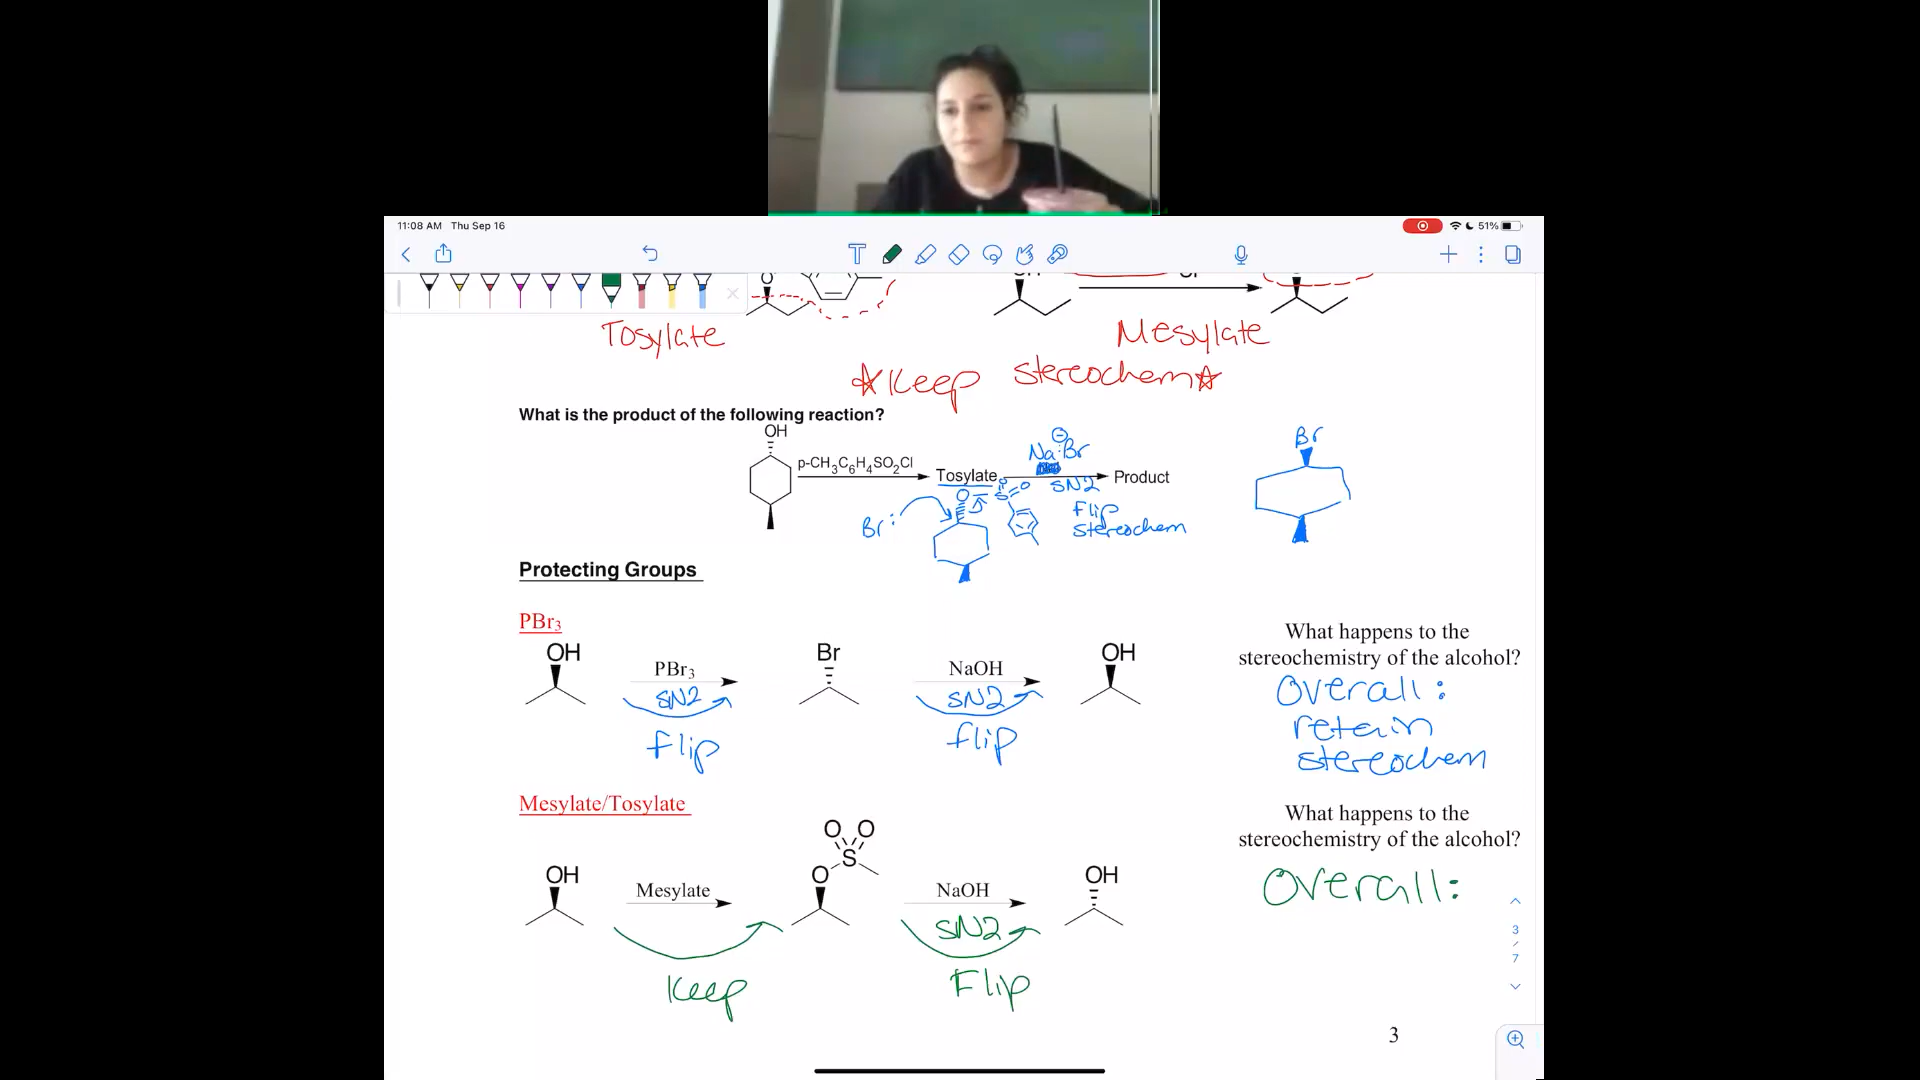 11:08 AM Thu Sep 16
51%
Tosylate
Mesylate
☆Keep stereochem☆
What is the product of the following reaction?
OH
p-CH₃C₆H₄SO₂Cl
Tosylate
Na Br
SN2
Flip
stereochem
Product
Br:
O
S
O
O
Br
Protecting Groups
PBr₃
OH
PBr₃
SN2
Flip
Br
NaOH
SN2
flip
OH
What happens to the
stereochemistry of the alcohol?
Overall:
retain
stereochem
Mesylate/Tosylate
OH
Mesylate
Keep
O O
S
O
NaOH
SN2
Flip
OH
What happens to the
stereochemistry of the alcohol?
Overall:
3
/
7
3